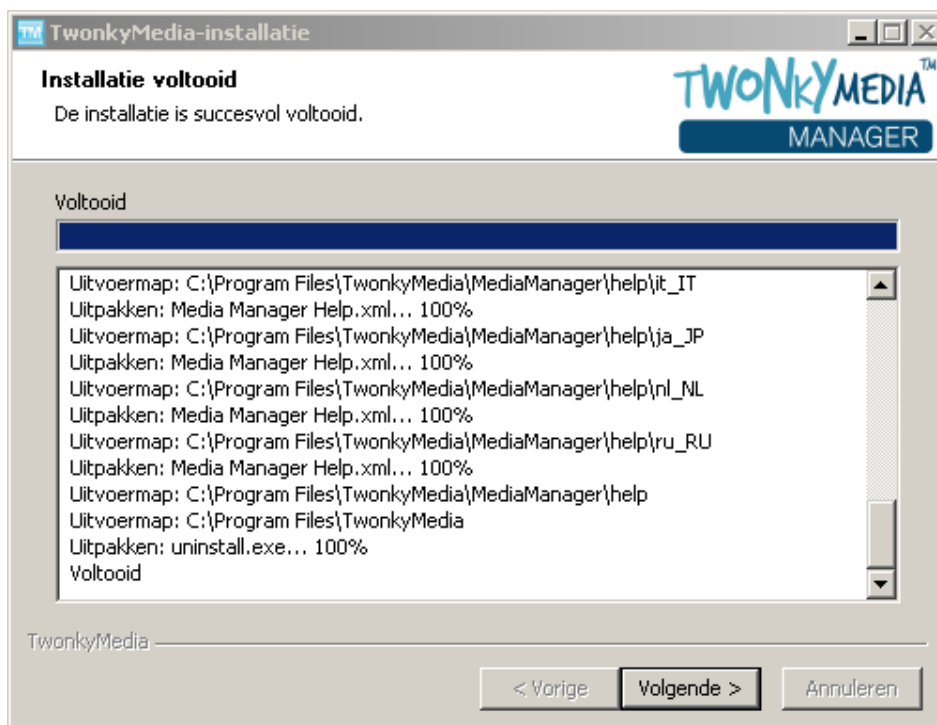 TM TwonkyMedia-installatie
Installatie voltooid
De installatie is succesvol voltooid.
TWONKYMEDIA™
MANAGER
Voltooid
Uitvoermap: C:\Program Files\TwonkyMedia\MediaManager\help\it_IT
Uitpakken: Media Manager Help.xml... 100%
Uitvoermap: C:\Program Files\TwonkyMedia\MediaManager\help\ja_JP
Uitpakken: Media Manager Help.xml... 100%
Uitvoermap: C:\Program Files\TwonkyMedia\MediaManager\help\nl_NL
Uitpakken: Media Manager Help.xml... 100%
Uitvoermap: C:\Program Files\TwonkyMedia\MediaManager\help\ru_RU
Uitpakken: Media Manager Help.xml... 100%
Uitvoermap: C:\Program Files\TwonkyMedia\MediaManager\help
Uitvoermap: C:\Program Files\TwonkyMedia
Uitpakken: uninstall.exe... 100%
Voltooid
TwonkyMedia
< Vorige
Volgende >
Annuleren